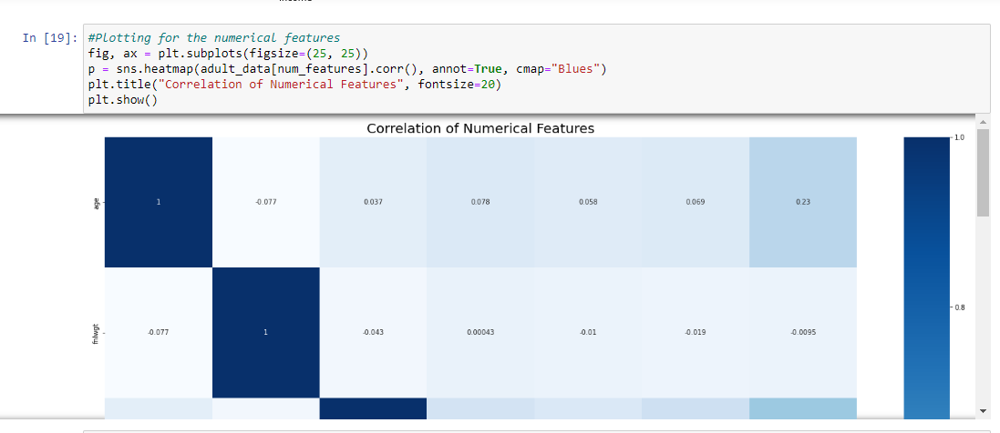 In [19]: #Plotting for the numerical features
fig, ax = plt.subplots(figsize=(25, 25))
p = sns.heatmap(adult_data[num_features].corr(), annot=True, cmap="Blues")
plt.title("Correlation of Numerical Features", fontsize=20)
plt.show()
Correlation of Numerical Features
1.0
age
1 -0.077 0.037 0.078 0.058 0.069 0.23
0.8
fnlwgt
-0.077 1 -0.043 0.00043 -0.01 -0.019 -0.0095